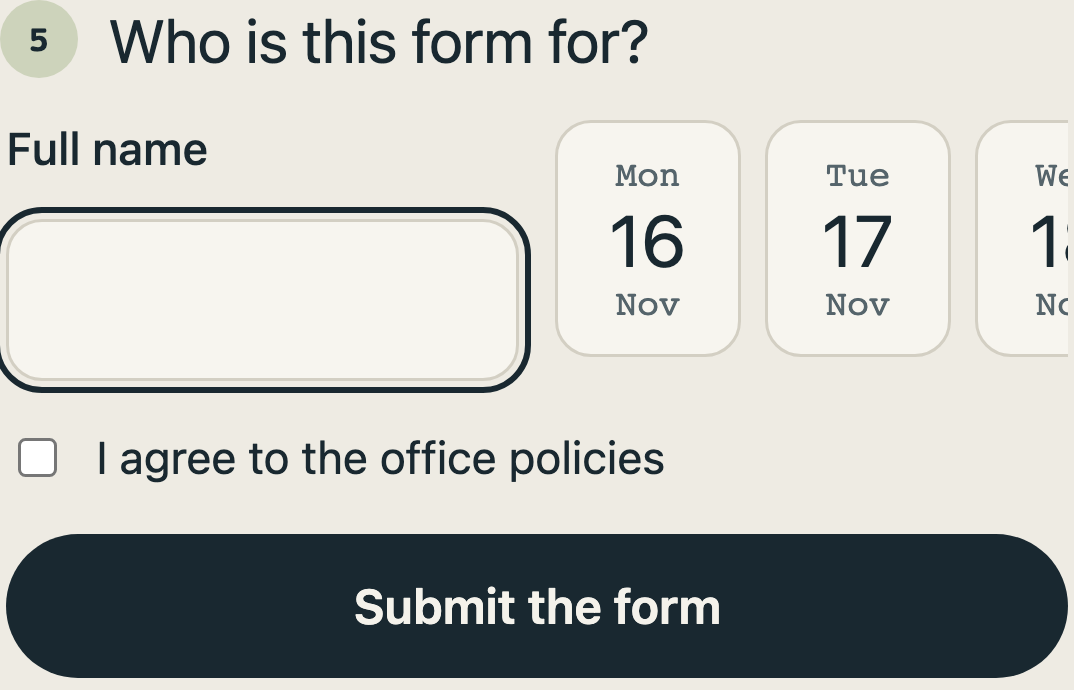 5 Who is this form for?
Full name
Mon Tue
16 17
Nov Nov
I agree to the office policies
Submit the form